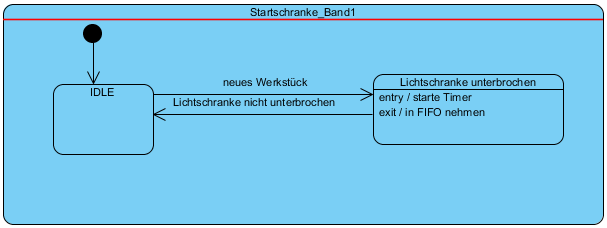 Startschranke_Band1
IDLE
neues Werkstück
Lichtschranke nicht unterbrochen
Lichtschranke unterbrochen
entry / starte Timer
exit / in FIFO nehmen